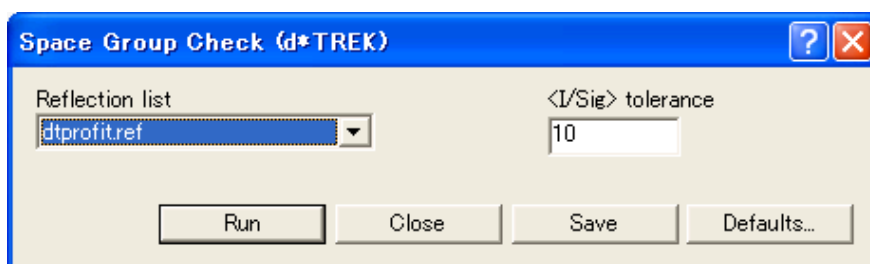 Space Group Check (d*TREK)
Reflection list
<I/Sig> tolerance
dtprofit.ref
10
Run
Close
Save
Defaults...